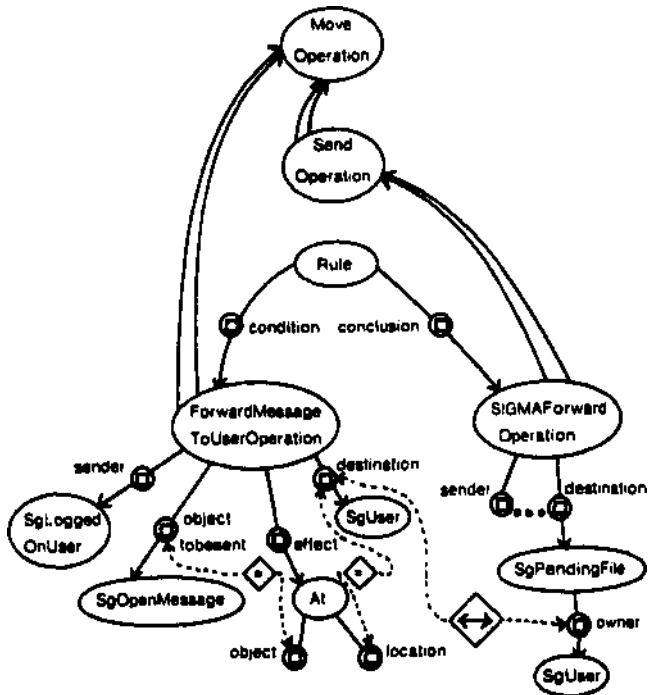 Move
Operation
Send
Operation
Rule
condition
conclusion
ForwardMessage
ToUserOperation
SIGMAForward
Operation
sender
destination
sender
destination
SgLogged
OnUser
object
tobesent
effect
SgUser
SgPendingFile
SgOpenMessage
At
object
location
owner
SgUser